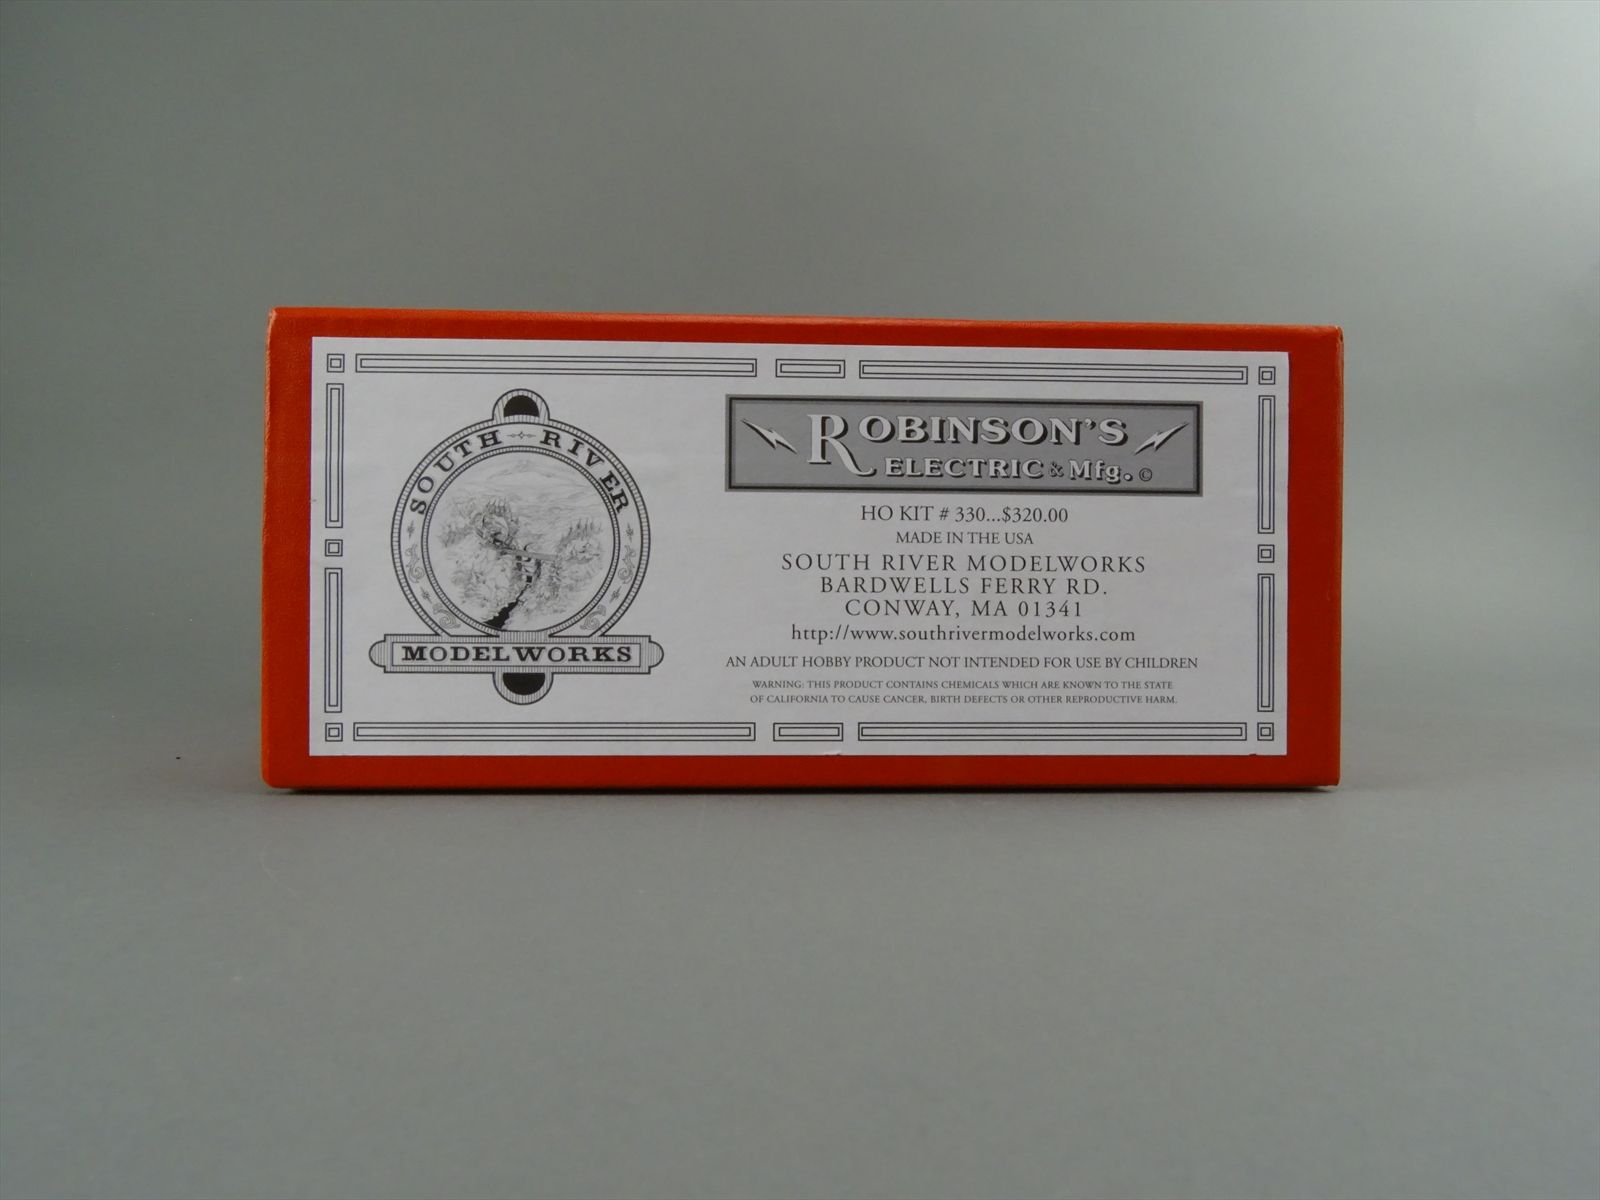 SOUTH RIVER
MODELWORKS
ROBINSON'S
ELECTRIC & Mfg. ©
HO KIT # 330...$320.00
MADE IN THE USA
SOUTH RIVER MODELWORKS
BARDWELLS FERRY RD.
CONWAY, MA 01341
http://www.southrivermodelworks.com
AN ADULT HOBBY PRODUCT NOT INTENDED FOR USE BY CHILDREN
WARNING: THIS PRODUCT CONTAINS CHEMICALS WHICH ARE KNOWN TO THE STATE
OF CALIFORNIA TO CAUSE CANCER, BIRTH DEFECTS OR OTHER REPRODUCTIVE HARM.